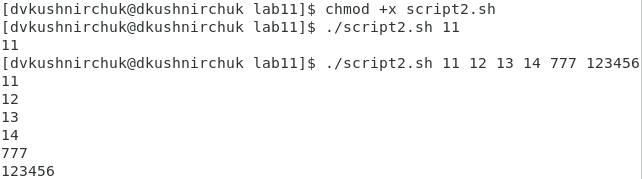 [dvkushnirchuk@dkushnirchuk lab11]$ chmod +x script2.sh
[dvkushnirchuk@dkushnirchuk lab11]$ ./script2.sh 11
11
[dvkushnirchuk@dkushnirchuk lab11]$ ./script2.sh 11 12 13 14 777 123456
11
12
13
14
777
123456